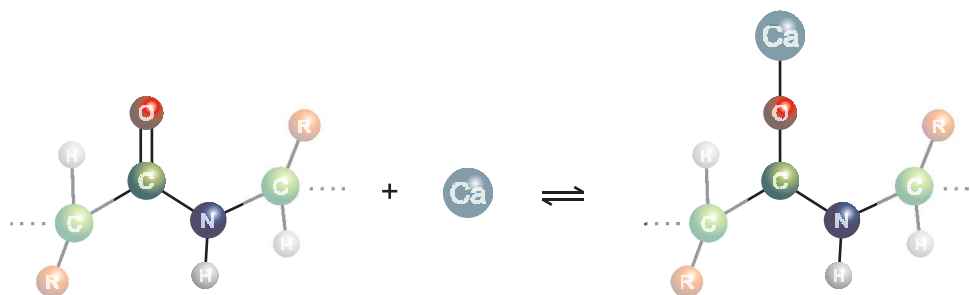 Ca
O O
R R
H H
C C
C + Ca ⇌ C
C N C N
H H
R H R H